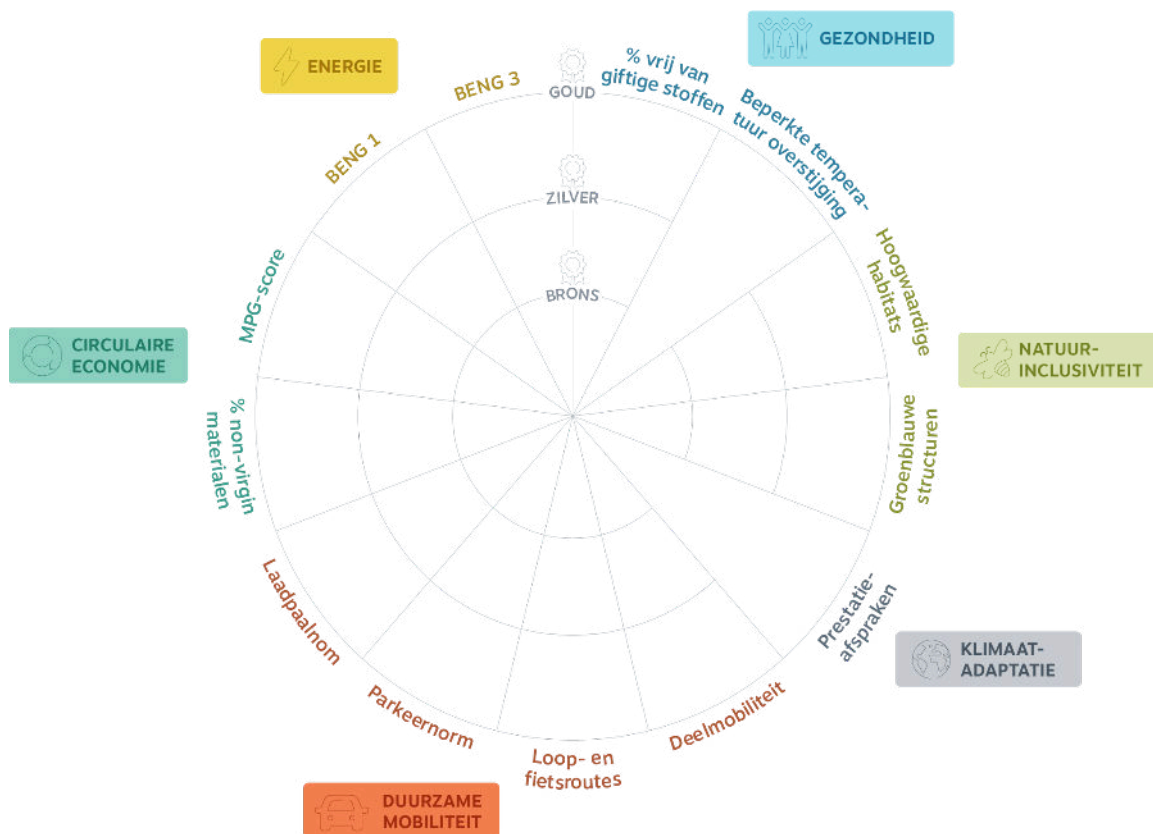 ENERGIE
BENG 3
BENG 1
GOUD
ZILVER
BRONS
% vrij van
giftige stoffen
Beperkte tempera-
tuur overstijging
GEZONDHEID
Hoogwaardige
habitats
Groenblauwe
structuren
NATUUR-
INCLUSIVITEIT
Prestatie-
afspraken
KLIMAAT-
ADAPTATIE
Deelmobiliteit
Loop- en
fietsroutes
Parkeernorm
Laadpaalnom
DUURZAME
MOBILITEIT
% non-virgin
materialen
MPG-score
CIRCULAIRE
ECONOMIE